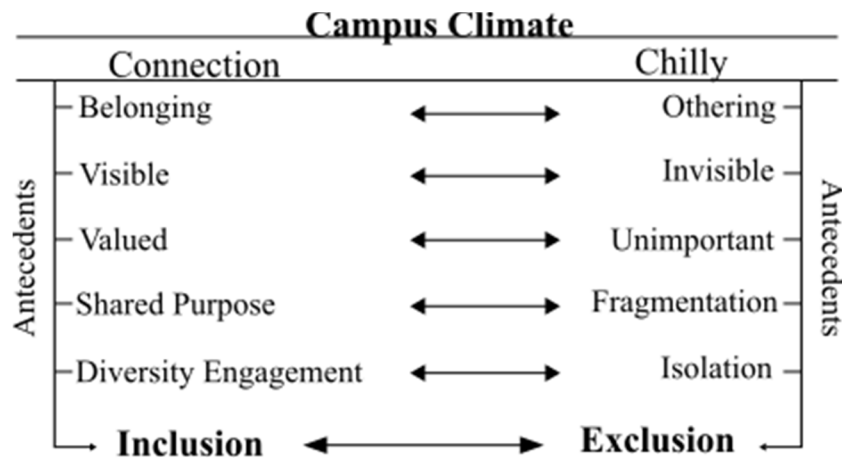 Campus Climate
Connection Chilly
Belonging Othering
Visible Invisible
Valued Unimportant
Shared Purpose Fragmentation
Diversity Engagement Isolation
Inclusion Exclusion
Antecedents
Antecedents